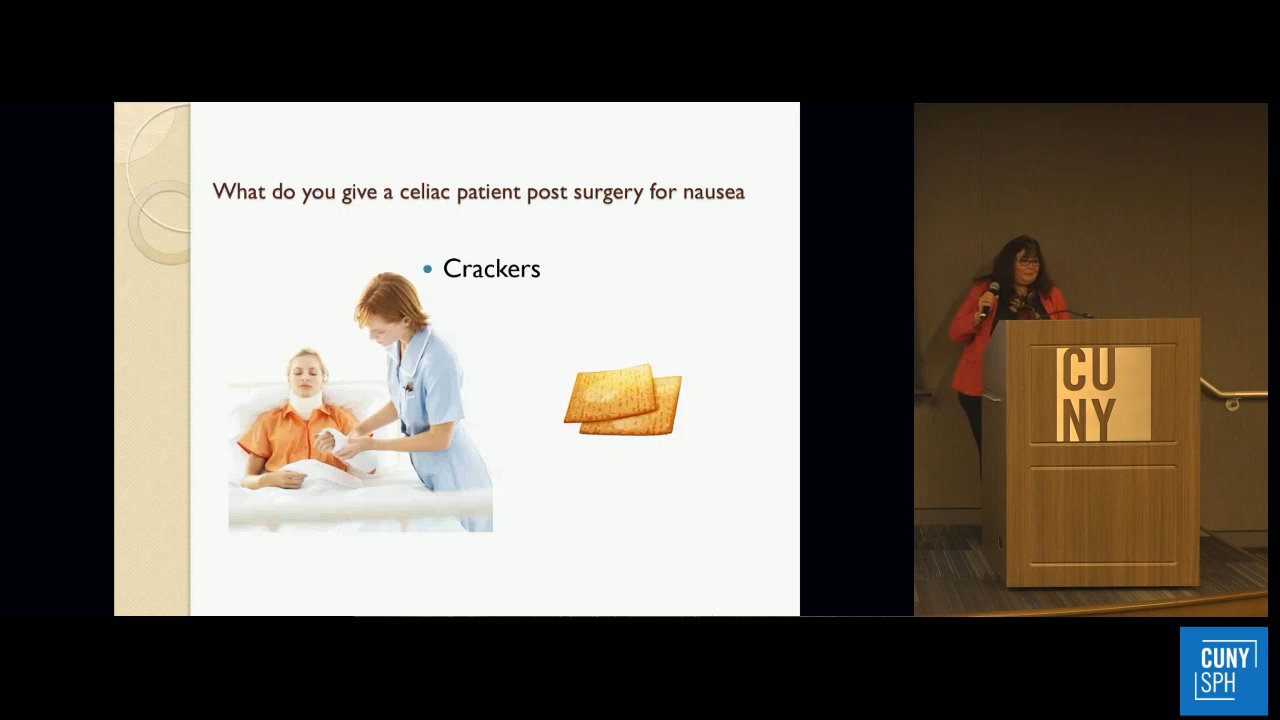 What do you give a celiac patient post surgery for nausea
• Crackers
CU
NY
CUNY
SPH